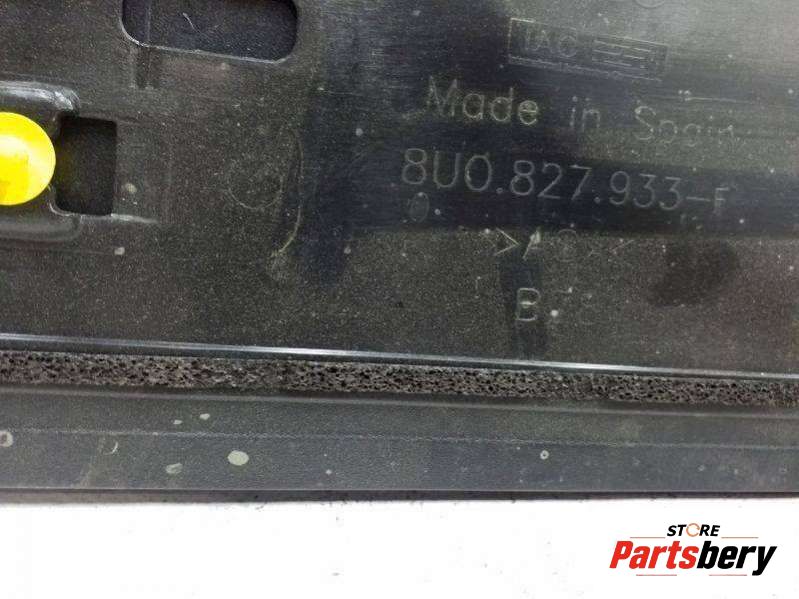 TAC
Made in Spain
8U0.827.933-F
STORE
Partsbery